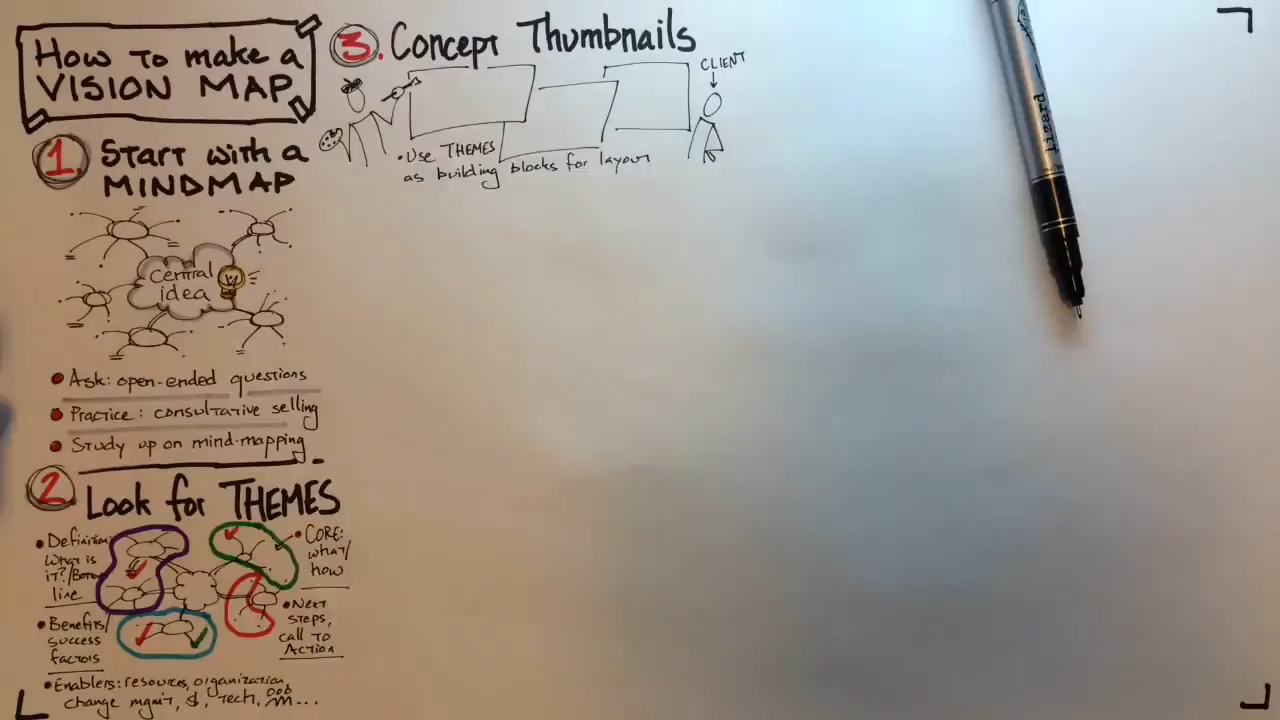 How to make a
VISION MAP
1. Start with a
MINDMAP
central
idea
Ask: open-ended questions
Practice: consultative selling
Study up on mind-mapping
2 Look for THEMES
• Definition
What is
it?/Bottom
line
• CORE:
what/
how
• Benefits/
success
factors
• Next
steps,
call to
Action
• Enablers: resources, organization,
change mgmt, $, Tech,
3. Concept Thumbnails
CLIENT
• Use THEMES
as building blocks for layout
Lizard